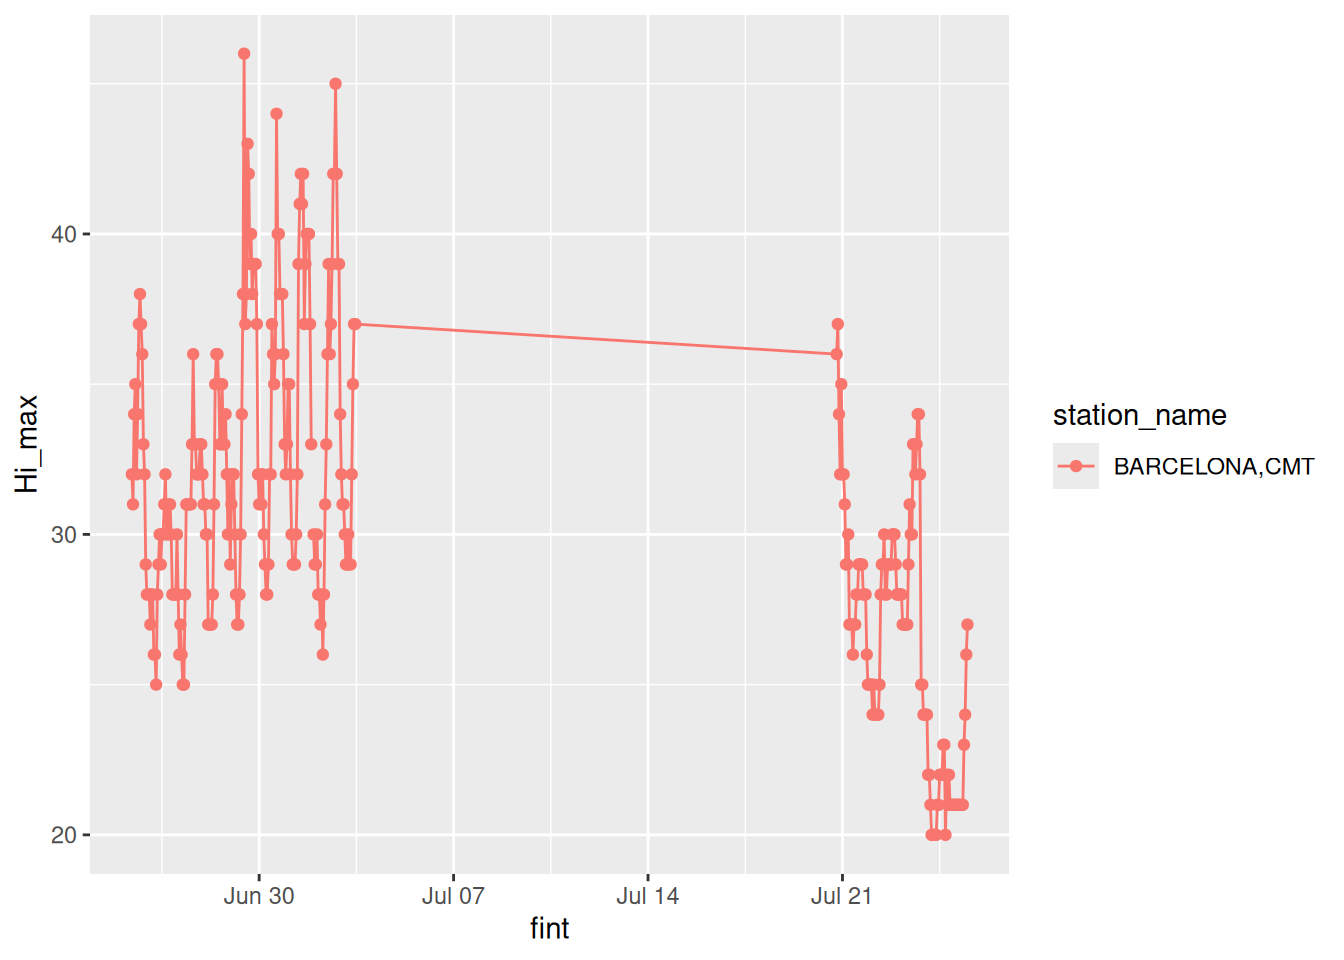 Hi_max
40
30
20
Jun 30
Jul 07
Jul 14
Jul 21
fint
station_name
BARCELONA,CMT